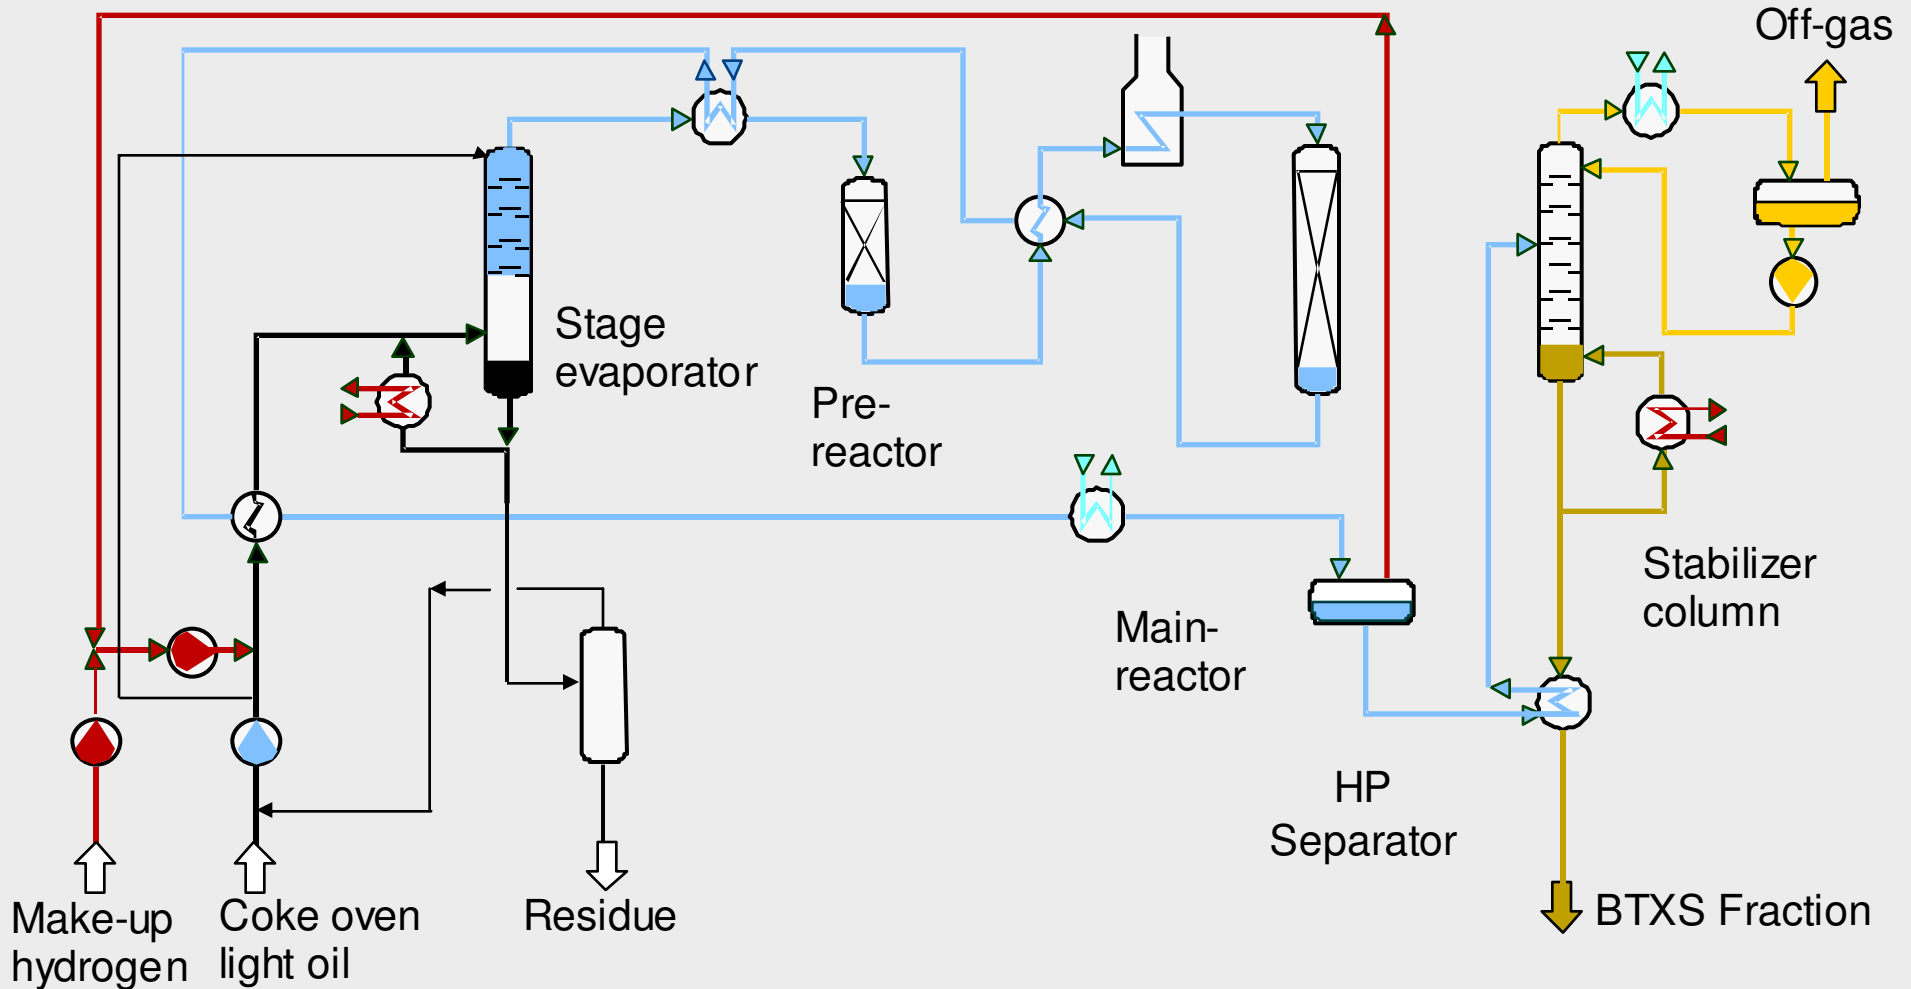 Off-gas
Stage
evaporator
Pre-
reactor
Stabilizer
column
Main-
reactor
HP
Separator
Make-up
hydrogen
Coke oven
light oil
Residue
BTXS Fraction